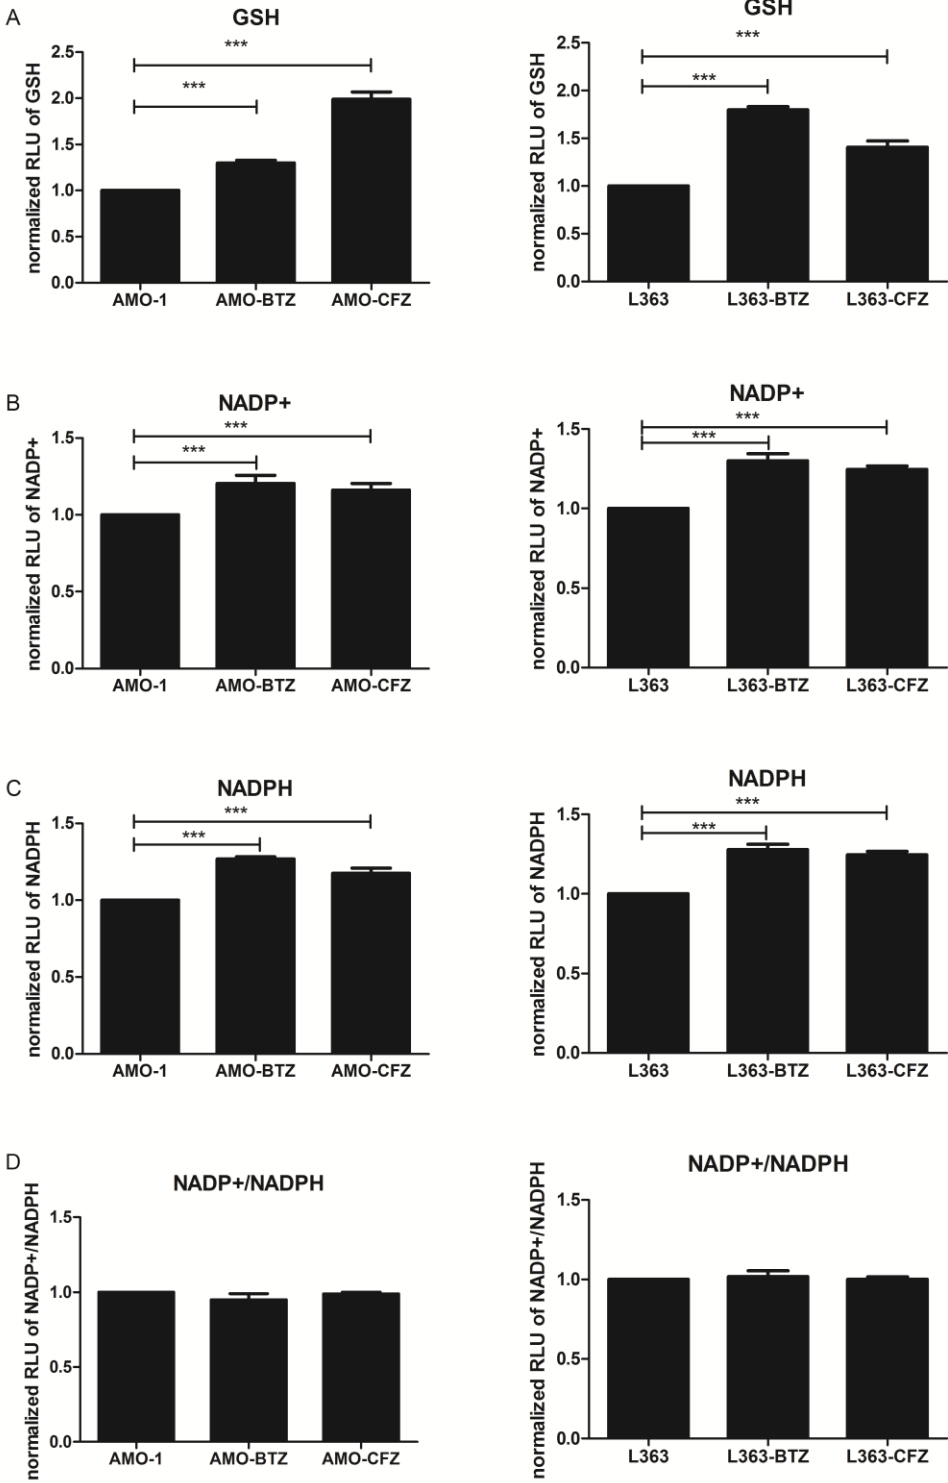 A
GSH
normalized RLU of GSH
2.5
2.0
1.5
1.0
0.5
0.0
***
***
AMO-1 AMO-BTZ AMO-CFZ
GSH
normalized RLU of GSH
2.5
2.0
1.5
1.0
0.5
0.0
***
***
L363 L363-BTZ L363-CFZ
B
NADP+
normalized RLU of NADP+
1.5
1.0
0.5
0.0
***
***
AMO-1 AMO-BTZ AMO-CFZ
NADP+
normalized RLU of NADP+
1.5
1.0
0.5
0.0
***
***
L363 L363-BTZ L363-CFZ
C
NADPH
normalized RLU of NADPH
1.5
1.0
0.5
0.0
***
***
AMO-1 AMO-BTZ AMO-CFZ
NADPH
normalized RLU of NADPH
1.5
1.0
0.5
0.0
***
***
L363 L363-BTZ L363-CFZ
D
NADP+/NADPH
normalized RLU of NADP+/NADPH
1.5
1.0
0.5
0.0
AMO-1 AMO-BTZ AMO-CFZ
NADP+/NADPH
normalized RLU of NADP+/NADPH
1.5
1.0
0.5
0.0
L363 L363-BTZ L363-CFZ